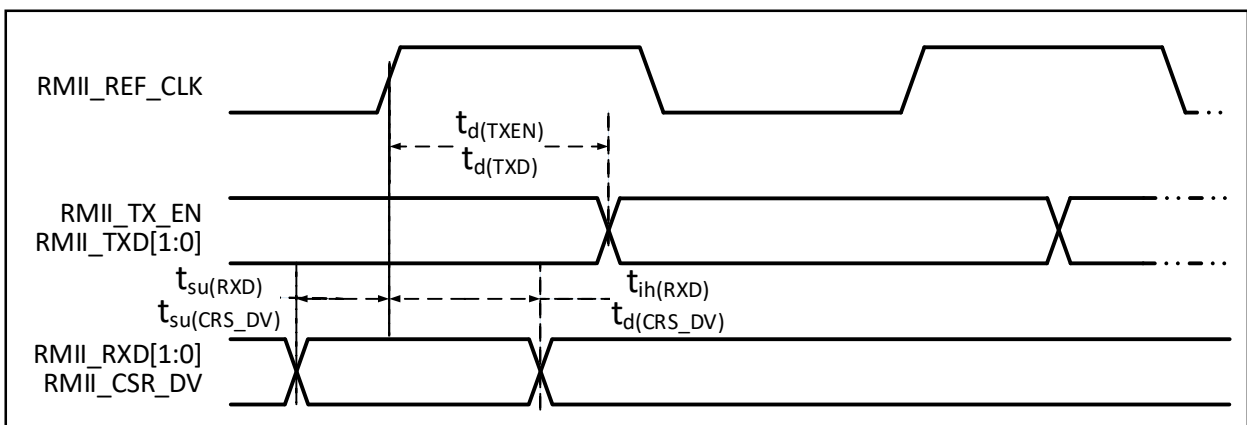 RMII_REF_CLK
td(TXEN)
td(TXD)
RMII_TX_EN
RMII_TXD[1:0]
tsu(RXD)
tih(RXD)
tsu(CRS_DV)
td(CRS_DV)
RMII_RXD[1:0]
RMII_CSR_DV